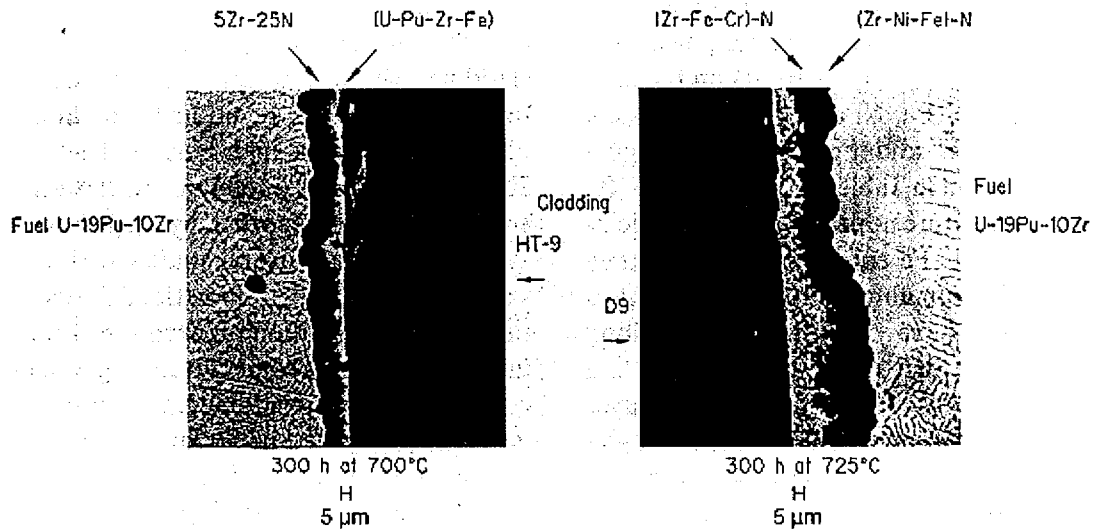 5Zr-25N
(U-Pu-Zr-Fe)
(Zr-Fe-Cr)-N
(Zr-Ni-Fe)-N
Fuel U-19Pu-10Zr
Cladding
HT-9
D9
Fuel
U-19Pu-10Zr
300 h at 700°C
H
5 μm
300 h at 725°C
H
5 μm